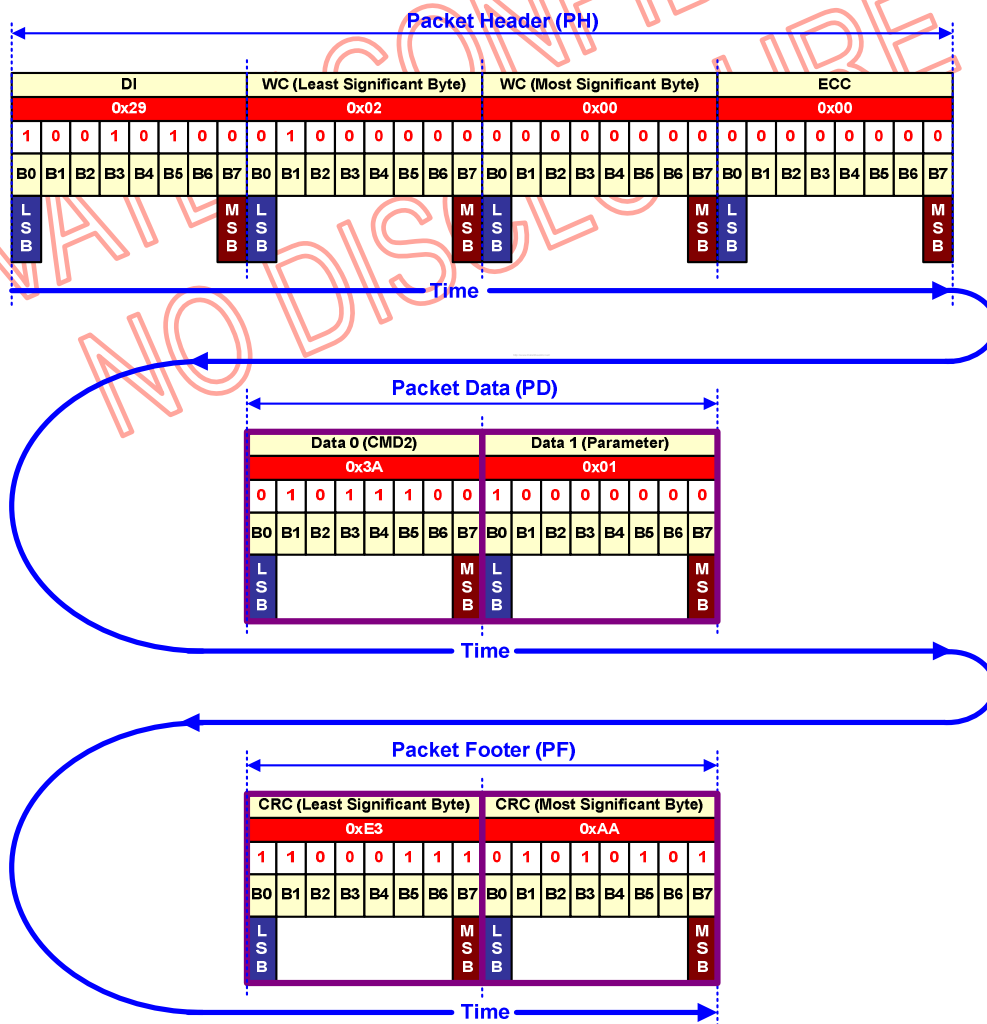 Packet Header (PH)
DI WC (Least Significant Byte) WC (Most Significant Byte) ECC
0x29 0x02 0x00 0x00
1 0 0 1 0 1 0 0 0 1 0 0 0 0 0 0 0 0 0 0 0 0 0 0 0 0 0 0 0 0 0 0
B0 B1 B2 B3 B4 B5 B6 B7 B0 B1 B2 B3 B4 B5 B6 B7 B0 B1 B2 B3 B4 B5 B6 B7 B0 B1 B2 B3 B4 B5 B6 B7
LSB MSB LSB MSB LSB MSB LSB MSB
NO DISCLOSURE
Time
Packet Data (PD)
Data 0 (CMD2) Data 1 (Parameter)
0x3A 0x01
0 1 0 1 1 1 0 0 1 0 0 0 0 0 0 0
B0 B1 B2 B3 B4 B5 B6 B7 B0 B1 B2 B3 B4 B5 B6 B7
LSB MSB LSB MSB
Time
Packet Footer (PF)
CRC (Least Significant Byte) CRC (Most Significant Byte)
0xE3 0xAA
1 1 0 0 0 1 1 1 0 1 0 1 0 1 0 1
B0 B1 B2 B3 B4 B5 B6 B7 B0 B1 B2 B3 B4 B5 B6 B7
LSB MSB LSB MSB
Time